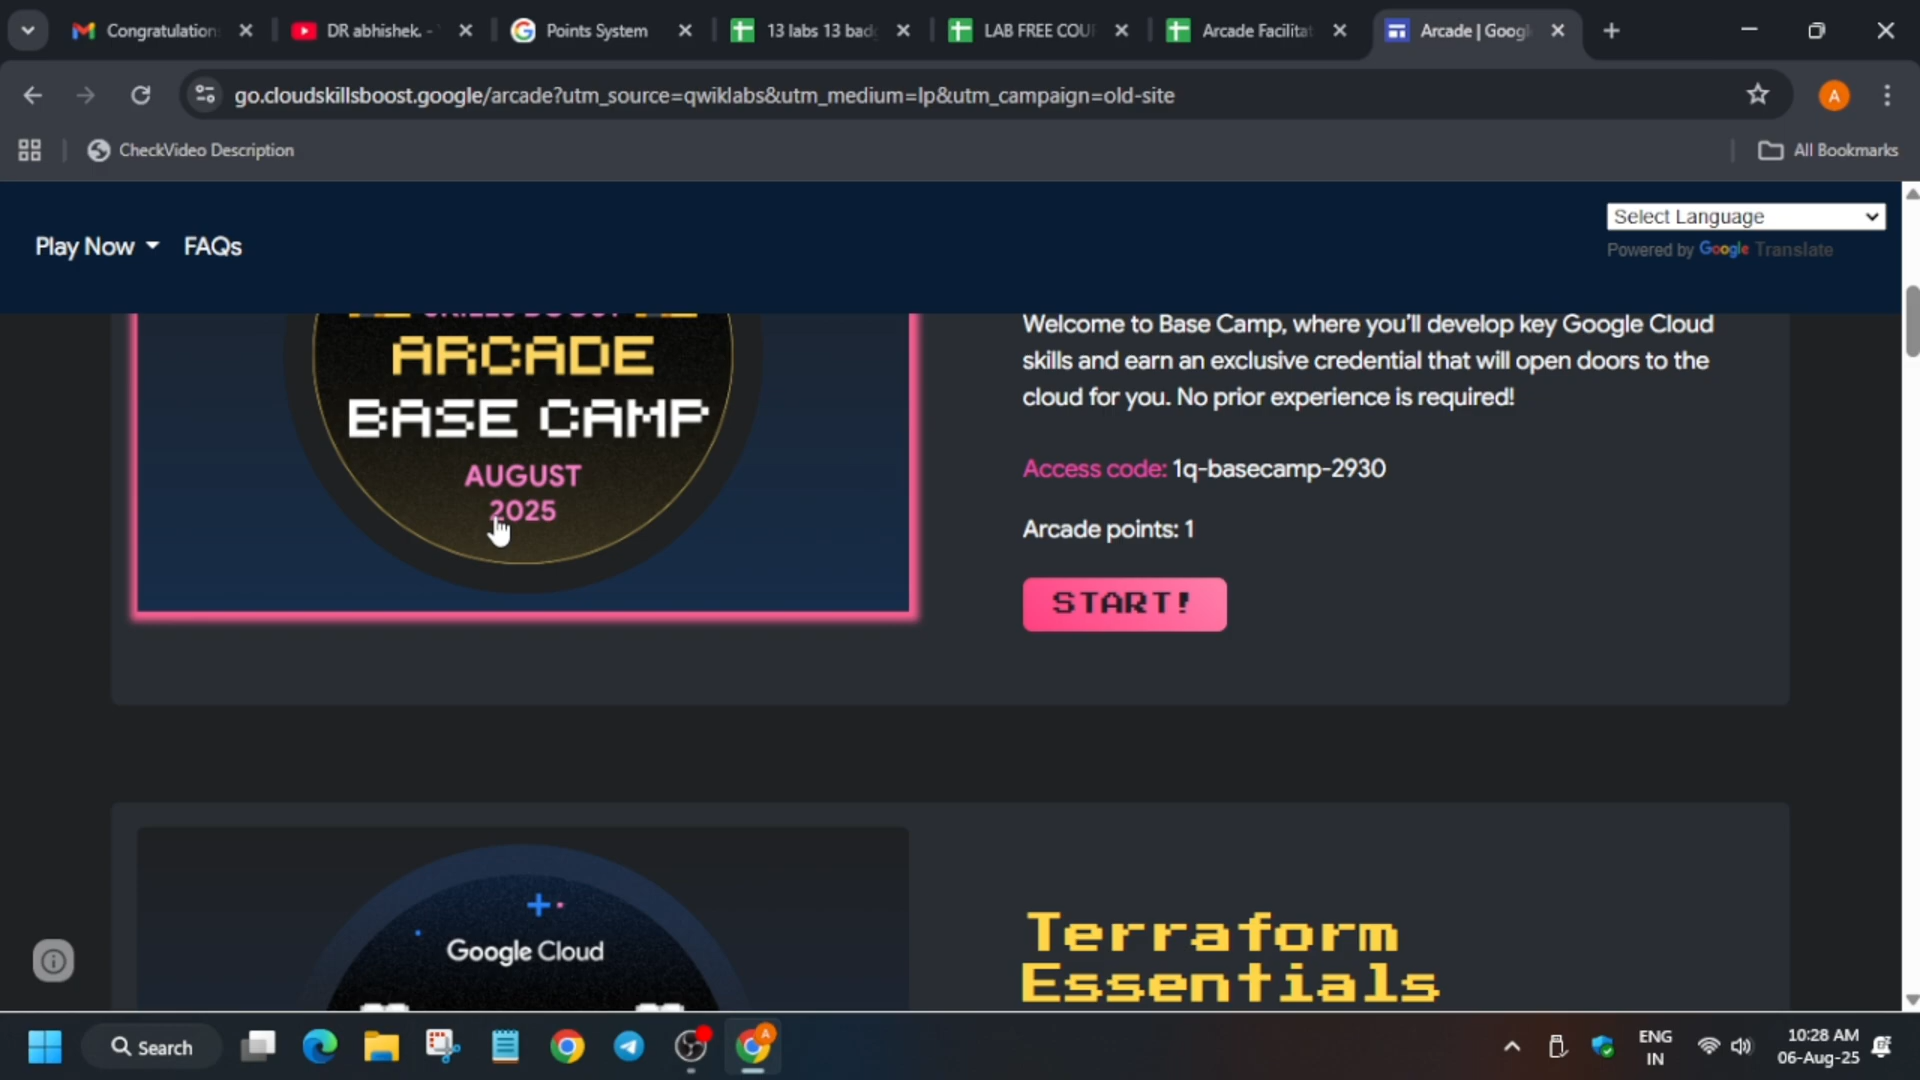 Congratulation
DR abhishek. -
Points System
13 labs 13 bad
LAB FREE COU
Arcade Facilita
Arcade | Goog
go.cloudskillsboost.google/arcade?utm_source=qwiklabs&utm_medium=lp&utm_campaign=old-site
A
CheckVideo Description
All Bookmarks
Play Now
FAQs
Select Language
Powered by Google Translate
SKILLS BOOST
ARCADE
BASE CAMP
AUGUST
2025
Welcome to Base Camp, where you'll develop key Google Cloud
skills and earn an exclusive credential that will open doors to the
cloud for you. No prior experience is required!
Access code: 1q-basecamp-2930
Arcade points: 1
START!
Google Cloud
Terraform
Essentials
Search
A
ENG
IN
10:28 AM
06-Aug-25